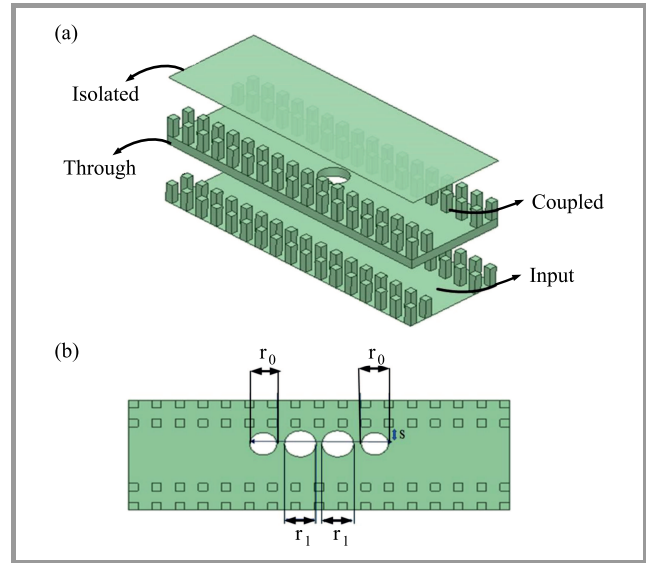 (a)
Isolated
Through
Coupled
Input
(b)
r₀ r₀
s
r₁ r₁